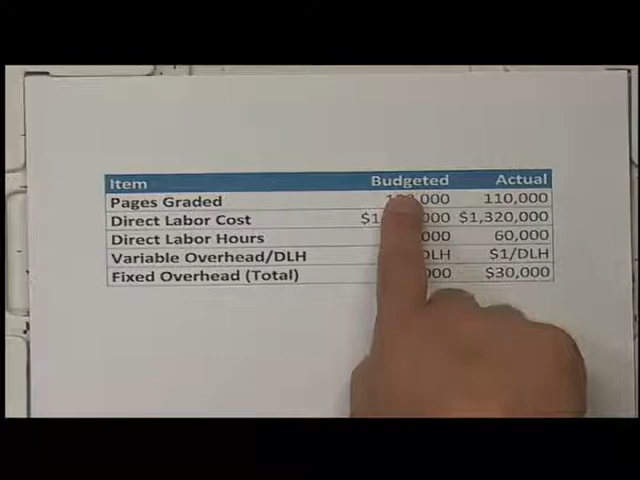 Item Budgeted Actual
Pages Graded 110,000
Direct Labor Cost $1,320,000
Direct Labor Hours 60,000
Variable Overhead/DLH $1/DLH
Fixed Overhead (Total) $30,000